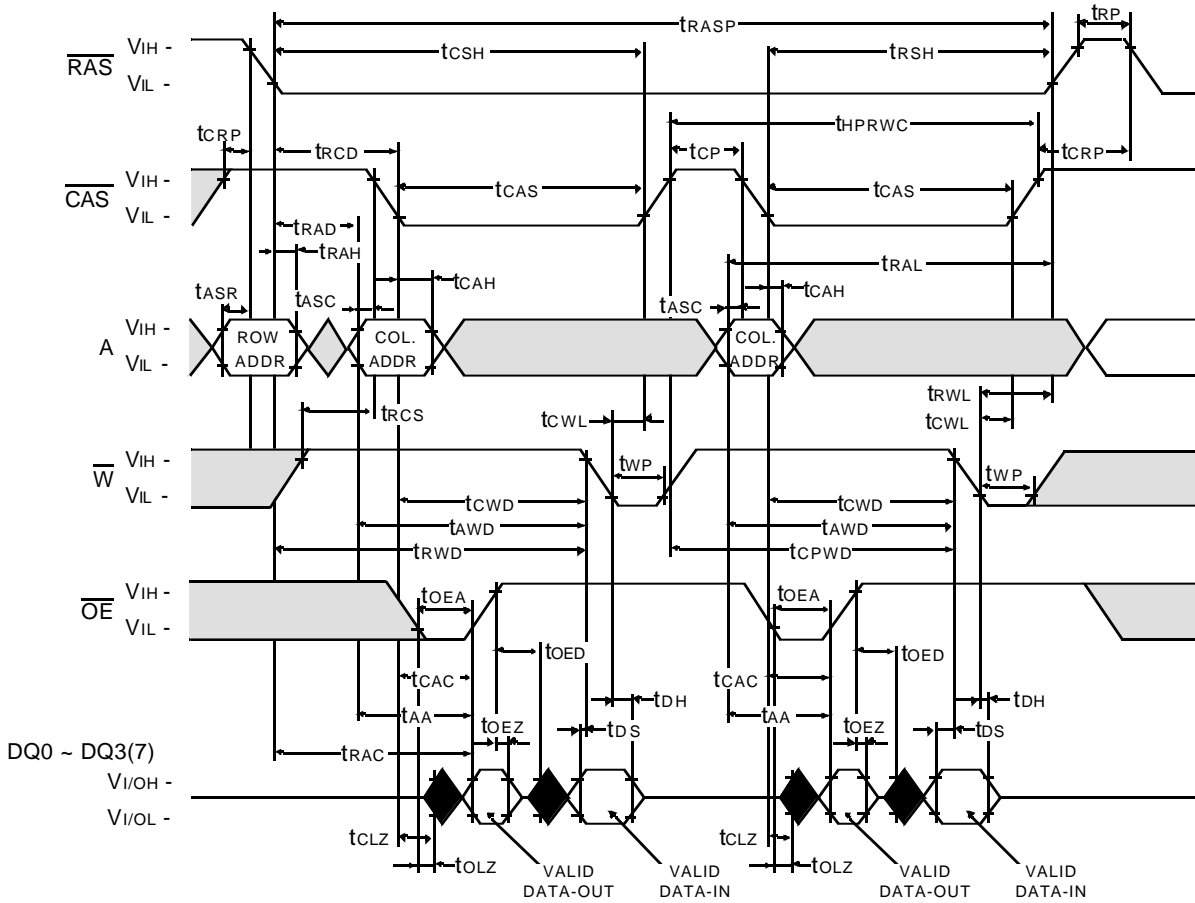 tRASP
tRP
VIH -
tCSH
tRSH
RAS
VIL -
tHPRWC
tCRP
tRCD
tCP
tCRP
VIH -
CAS
tCAS
tCAS
VIL -
tRAD
tRAH
tRAL
tCAH
tCAH
tASR
tASC
tASC
VIH -
A
ROW
ADDR
COL.
ADDR
COL.
ADDR
VIL -
tRWL
tRCS
tCWL
tCWL
VIH -
W
tWP
tWP
VIL -
tCWD
tCWD
tAWD
tAWD
tRWD
tCPWD
VIH -
OE
tOEA
tOEA
VIL -
tOED
tOED
tCAC
tCAC
tDH
tDH
tAA
tOEZ
tDS
tAA
tOEZ
tDS
DQ0 ~ DQ3(7)
tRAC
VI/OH -
VI/OL -
tCLZ
tCLZ
tOLZ
tOLZ
VALID
DATA-OUT
VALID
DATA-IN
VALID
DATA-OUT
VALID
DATA-IN